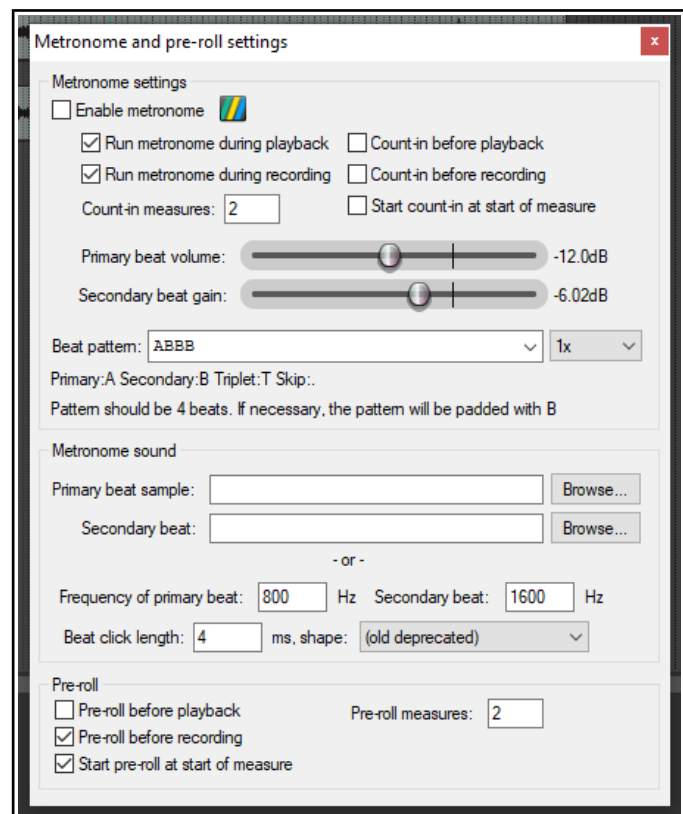 Metronome and pre-roll settings
x
Metronome settings
Enable metronome
Run metronome during playback Count-in before playback
Run metronome during recording Count-in before recording
Count-in measures: 2 Start count-in at start of measure
Primary beat volume: -12.0dB
Secondary beat gain: -6.02dB
Beat pattern: ABBB 1x
Primary:A Secondary:B Triplet:T Skip:.
Pattern should be 4 beats. If necessary, the pattern will be padded with B
Metronome sound
Primary beat sample: Browse...
Secondary beat: Browse...
- or -
Frequency of primary beat: 800 Hz Secondary beat: 1600 Hz
Beat click length: 4 ms, shape: (old deprecated)
Pre-roll
Pre-roll before playback Pre-roll measures: 2
Pre-roll before recording
Start pre-roll at start of measure